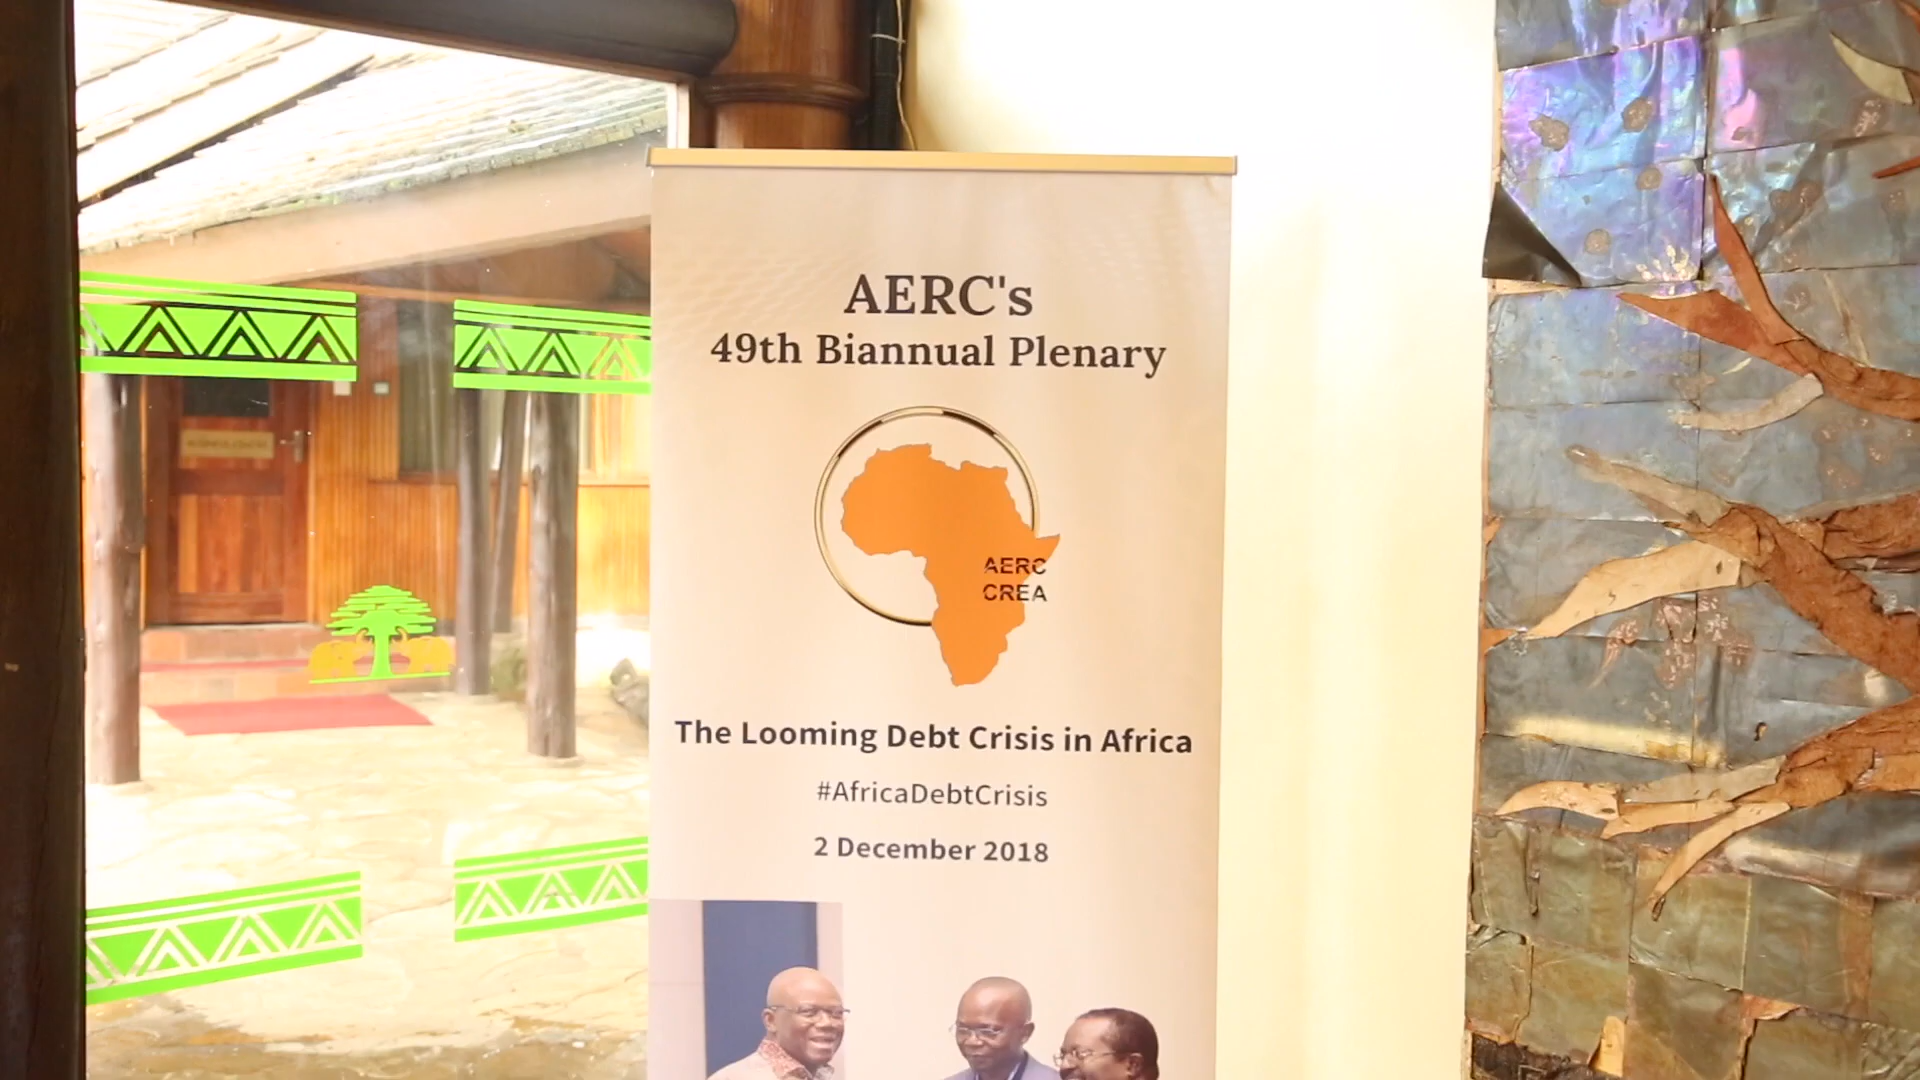 AERC's
49th Biannual Plenary
AERC
CREA
The Looming Debt Crisis in Africa
#AfricaDebtCrisis
2 December 2018